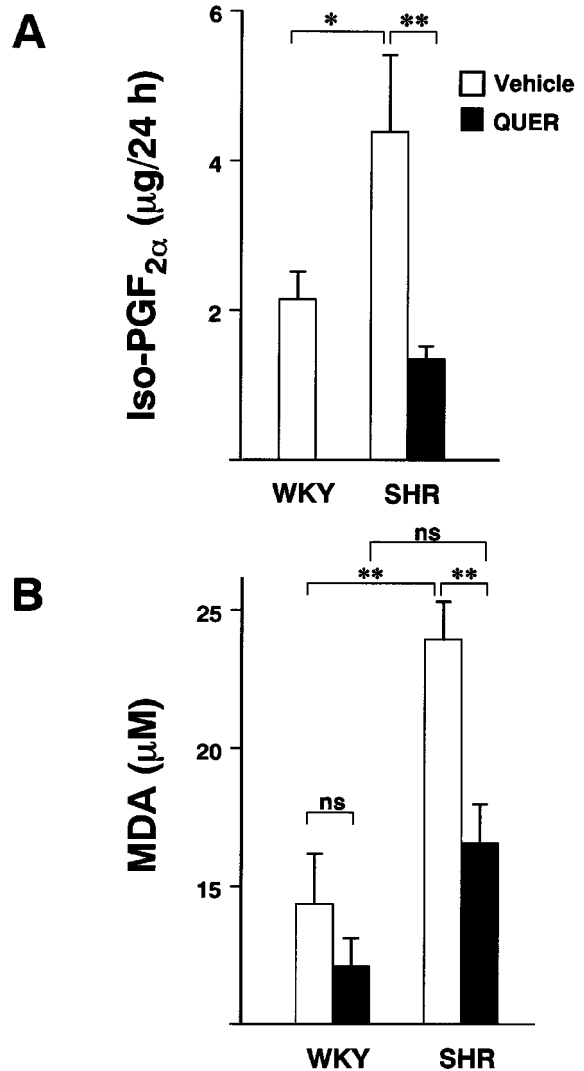 A
Iso-PGF2α (μg/24 h)
6
4
2
* **
Vehicle
QUER
WKY SHR
B
MDA (μM)
25
20
15
ns
** **
ns
WKY SHR